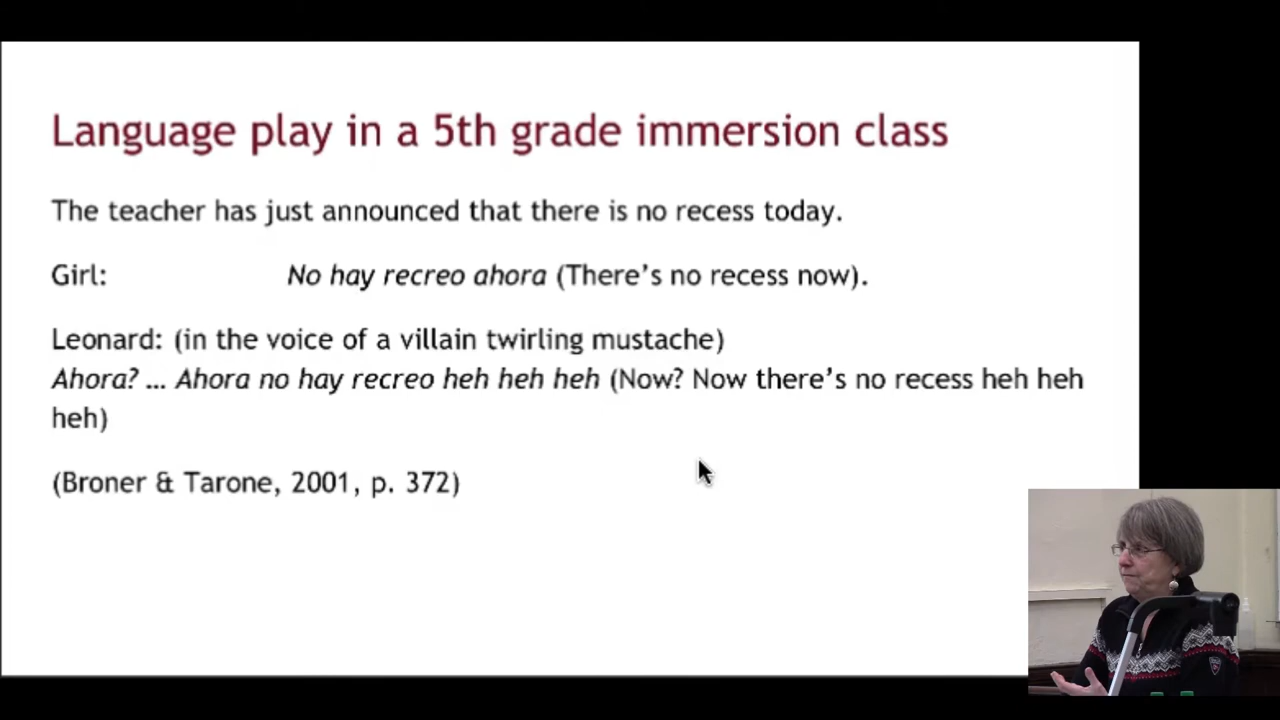 Language play in a 5th grade immersion class
The teacher has just announced that there is no recess today.
Girl: No hay recreo ahora (There’s no recess now).
Leonard: (in the voice of a villain twirling mustache)
Ahora? … Ahora no hay recreo heh heh heh (Now? Now there’s no recess heh heh
heh)
(Broner & Tarone, 2001, p. 372)